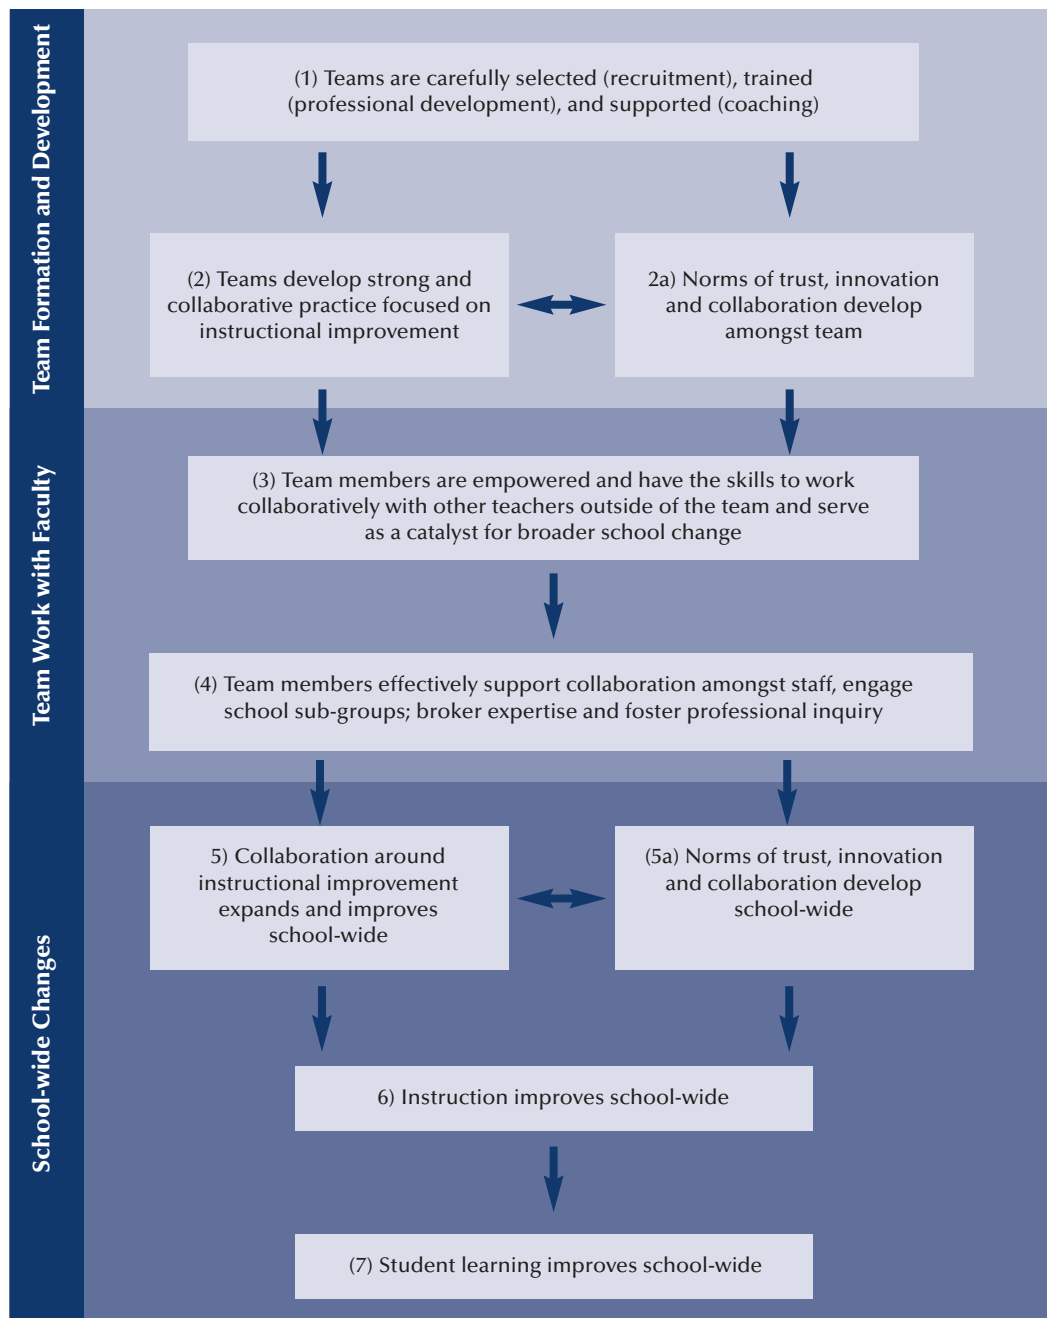 Team Formation and Development
(1) Teams are carefully selected (recruitment), trained
(professional development), and supported (coaching)
(2) Teams develop strong and
collaborative practice focused on
instructional improvement
2a) Norms of trust, innovation
and collaboration develop
amongst team
Team Work with Faculty
(3) Team members are empowered and have the skills to work
collaboratively with other teachers outside of the team and serve
as a catalyst for broader school change
(4) Team members effectively support collaboration amongst staff, engage
school sub-groups; broker expertise and foster professional inquiry
School-wide Changes
5) Collaboration around
instructional improvement
expands and improves
school-wide
(5a) Norms of trust, innovation
and collaboration develop
school-wide
6) Instruction improves school-wide
(7) Student learning improves school-wide